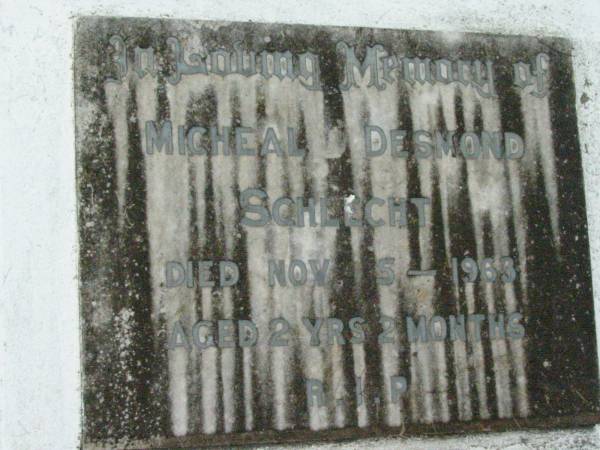 In Loving Memory of
MICHEAL DESMOND
SCHLECHT
DIED NOV 5 — 1963
AGED 2 YRS 2 MONTHS
R.I.P.